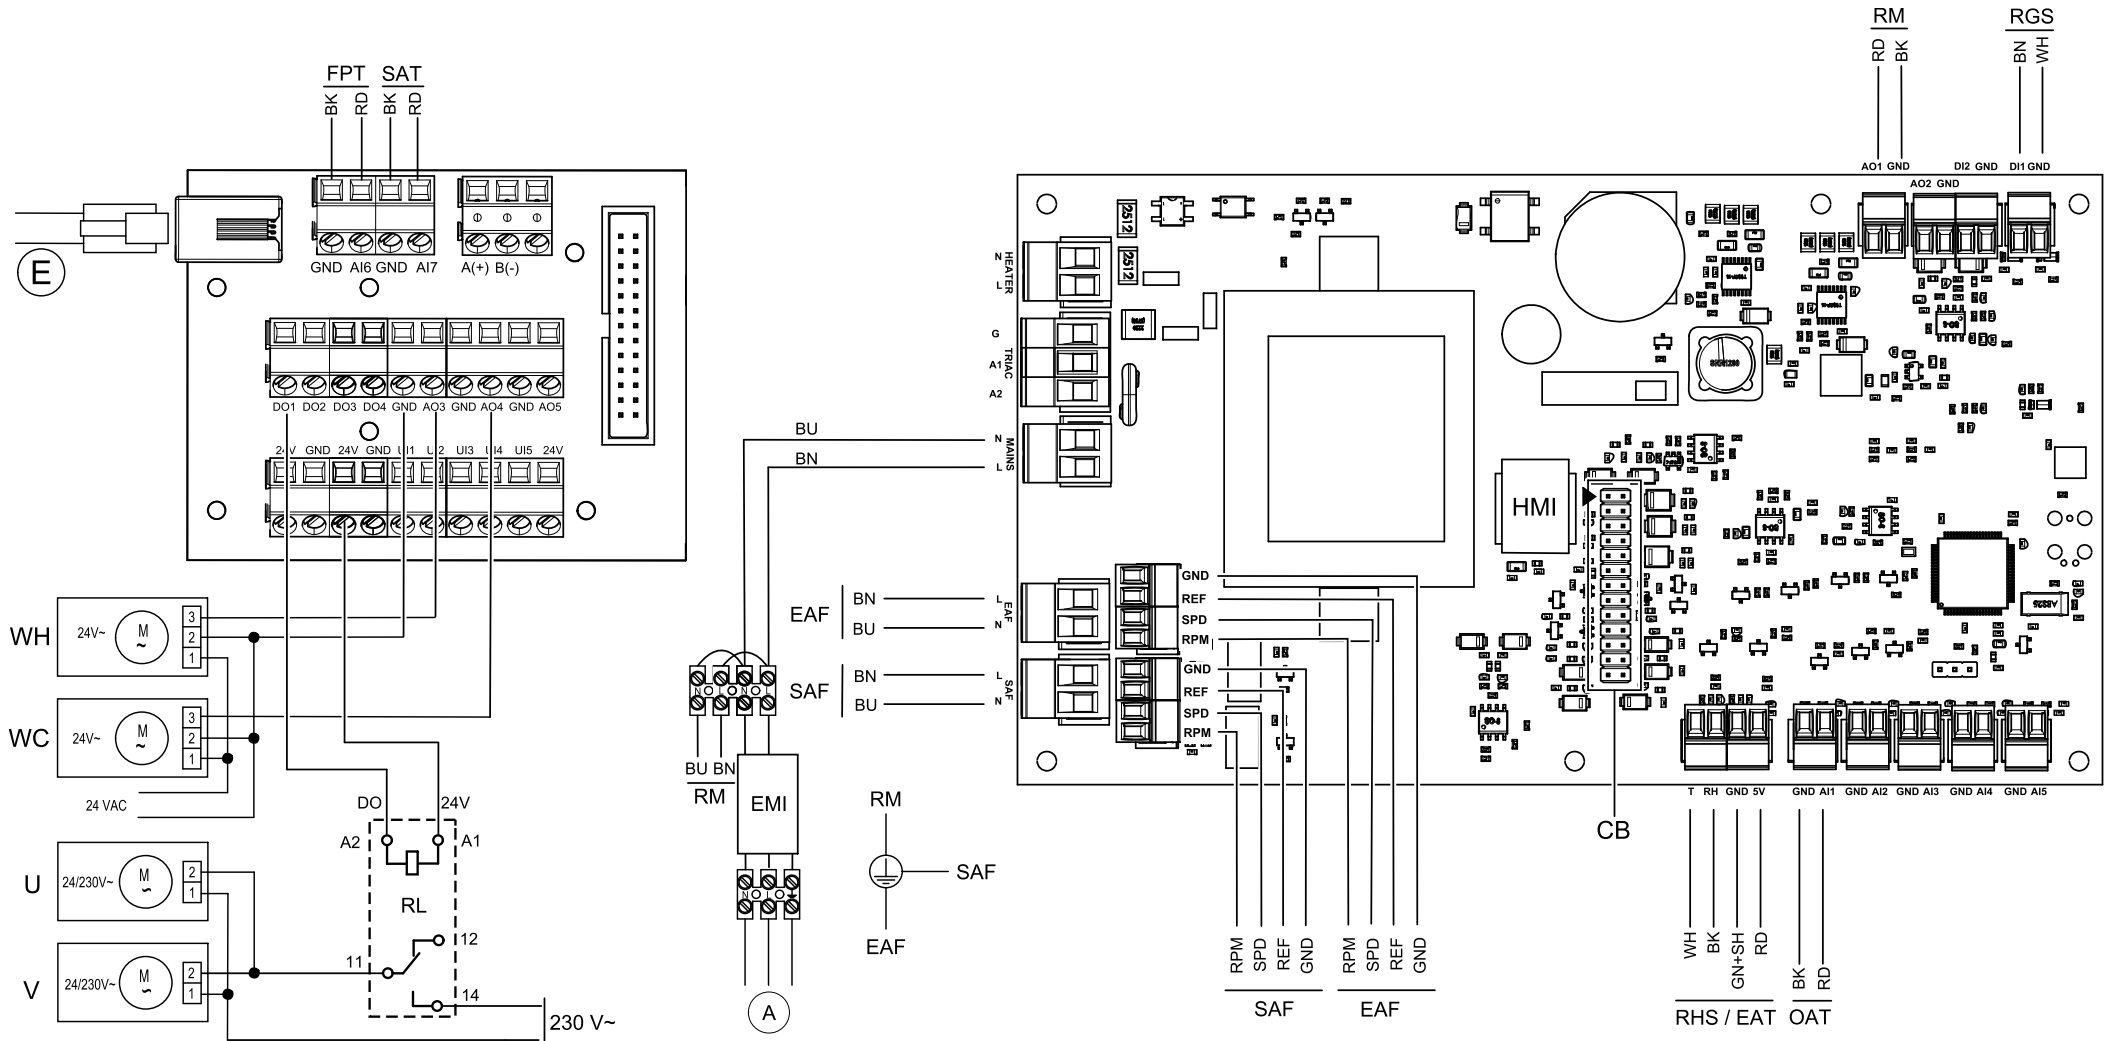 RM RGS
RD BK BN WH
FPT SAT
BK RD BK RD
AO1 GND DI2 GND DI1 GND
AO2 GND
E
GND AI6 GND AI7 A(+) B(-)
2512
2512
N HEATER
L
G
TRIAC
A1
A2
N MAINS
L
DO1 DO2 DO3 DO4 GND AO3 GND AO4 GND AO5
24V GND 24V GND UI1 UI2 UI3 UI4 UI5 24V
BU
BN
HMI
SO-8
A8S25
WH 24V~ M ~ 3 2 1
WC 24V~ M ~ 3 2 1
24 VAC
U 24/230V~ M ~ 2 1
V 24/230V~ M ~ 2 1
DO 24V
A2 A1
RL
12
11
14
230 V~
EAF BN L EAF
BU N
SAF BN L SAF
BU N
GND
REF
SPD
RPM
GND
REF
SPD
RPM
N L N L
BU BN
RM
EMI
N L
A
RM
SAF
EAF
RPM SPD REF GND RPM SPD REF GND
SAF EAF
CB
T RH GND 5V GND AI1 GND AI2 GND AI3 GND AI4 GND AI5
WH BK GN+SH RD BK RD
RHS / EAT OAT